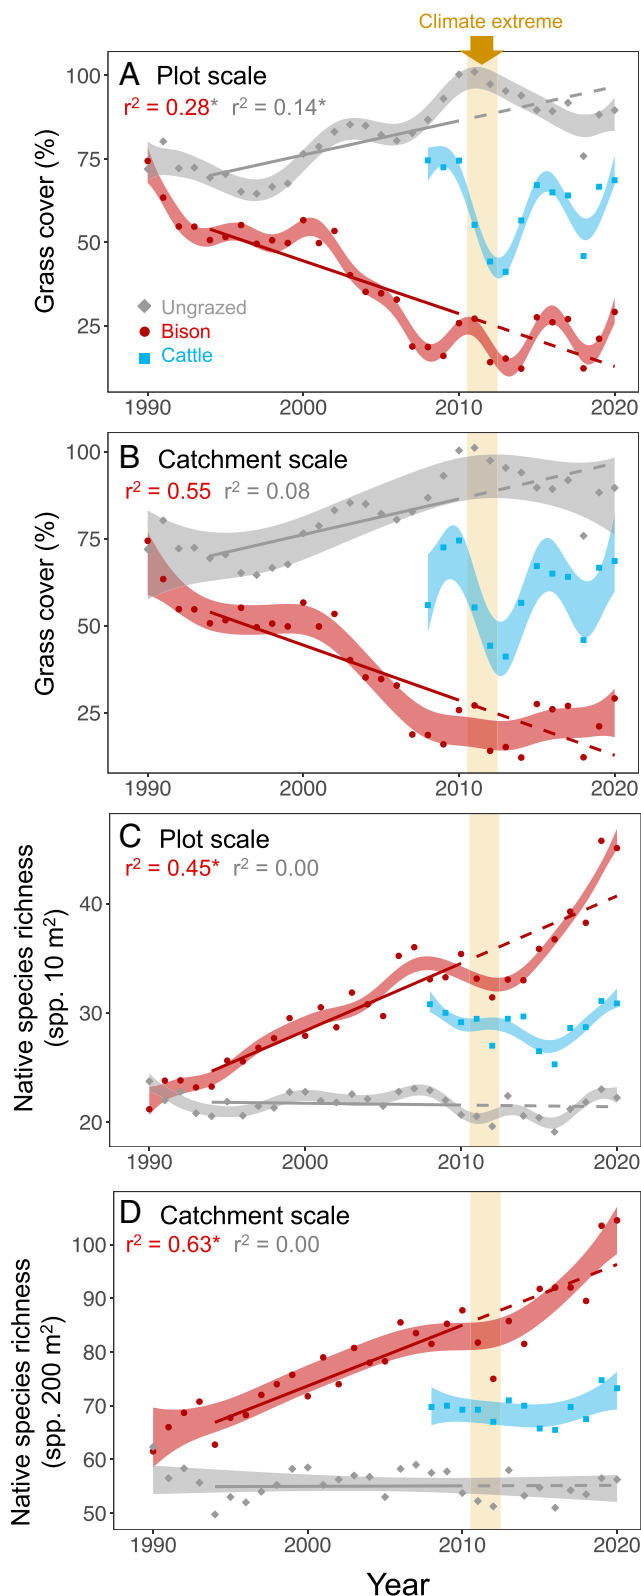 Climate extreme
A Plot scale
r² = 0.28* r² = 0.14*
Grass cover (%)
100
75
50
25
Ungrazed
Bison
Cattle
1990 2000 2010 2020
B Catchment scale
r² = 0.55 r² = 0.08
Grass cover (%)
100
75
50
25
1990 2000 2010 2020
C Plot scale
r² = 0.45* r² = 0.00
Native species richness
(spp. 10 m²)
40
30
20
1990 2000 2010 2020
D Catchment scale
r² = 0.63* r² = 0.00
Native species richness
(spp. 200 m²)
100
90
80
70
60
50
1990 2000 2010 2020
Year